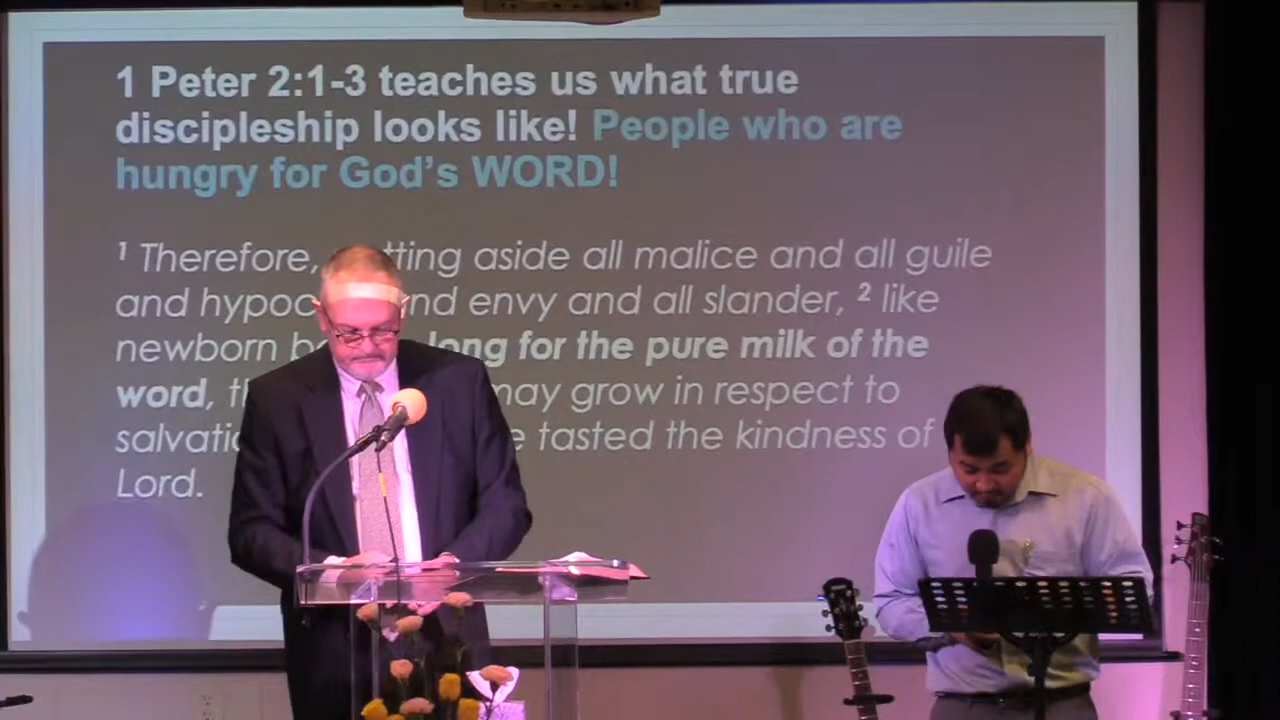 1 Peter 2:1-3 teaches us what true
discipleship looks like! People who are
hungry for God's WORD!
1 Therefore, tting aside all malice and all guile
and hypoc nd envy and all slander, 2 like
newborn b long for the pure milk of the
word, th may grow in respect to
salvatio e tasted the kindness of
Lord.